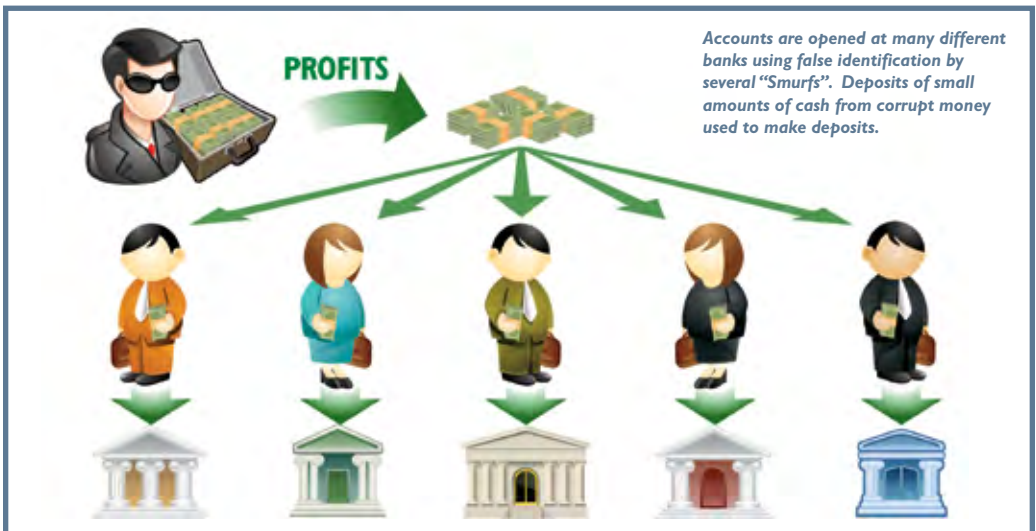 PROFITS
Accounts are opened at many different
banks using false identification by
several “Smurfs”. Deposits of small
amounts of cash from corrupt money
used to make deposits.